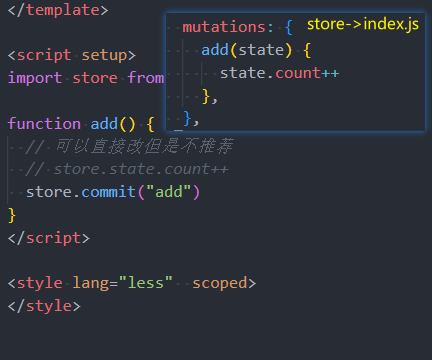 </template>
<script setup>
import store from
function add() {
// 可以直接改但是不推荐
// store.state.count++
store.commit("add")
}
</script>
<style lang="less" scoped>
</style>
store->index.js
mutations: {
add(state) {
state.count++
},
},